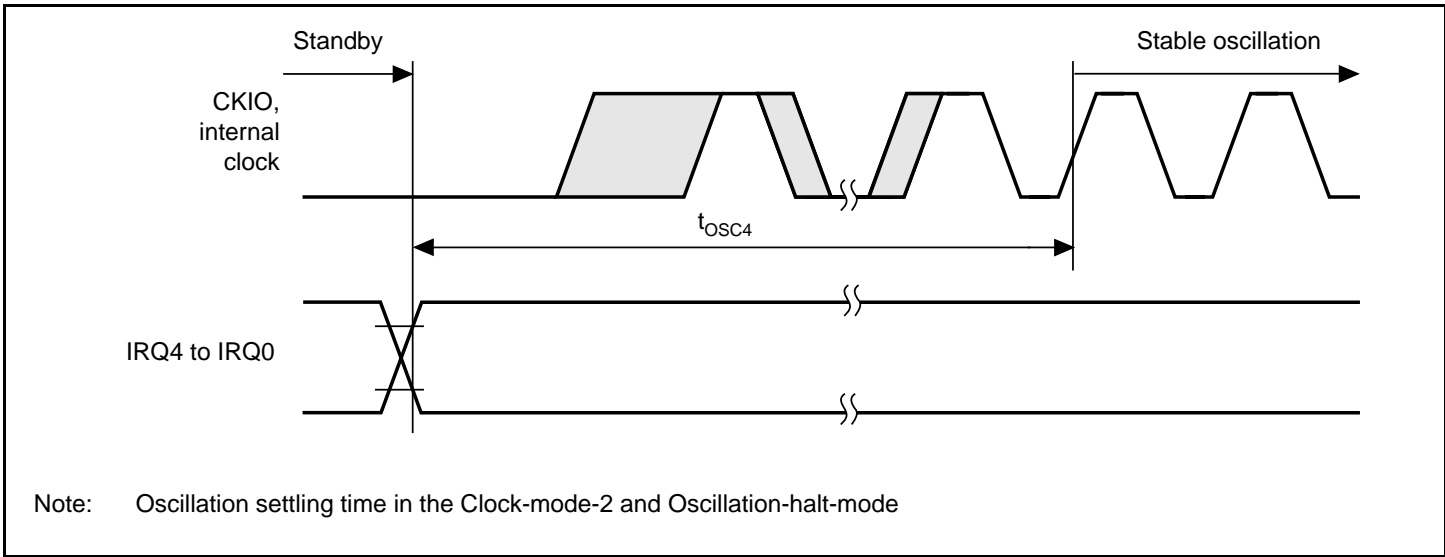 Standby
Stable oscillation
CKIO,
internal
clock
tOSC4
IRQ4 to IRQ0
Note: Oscillation settling time in the Clock-mode-2 and Oscillation-halt-mode